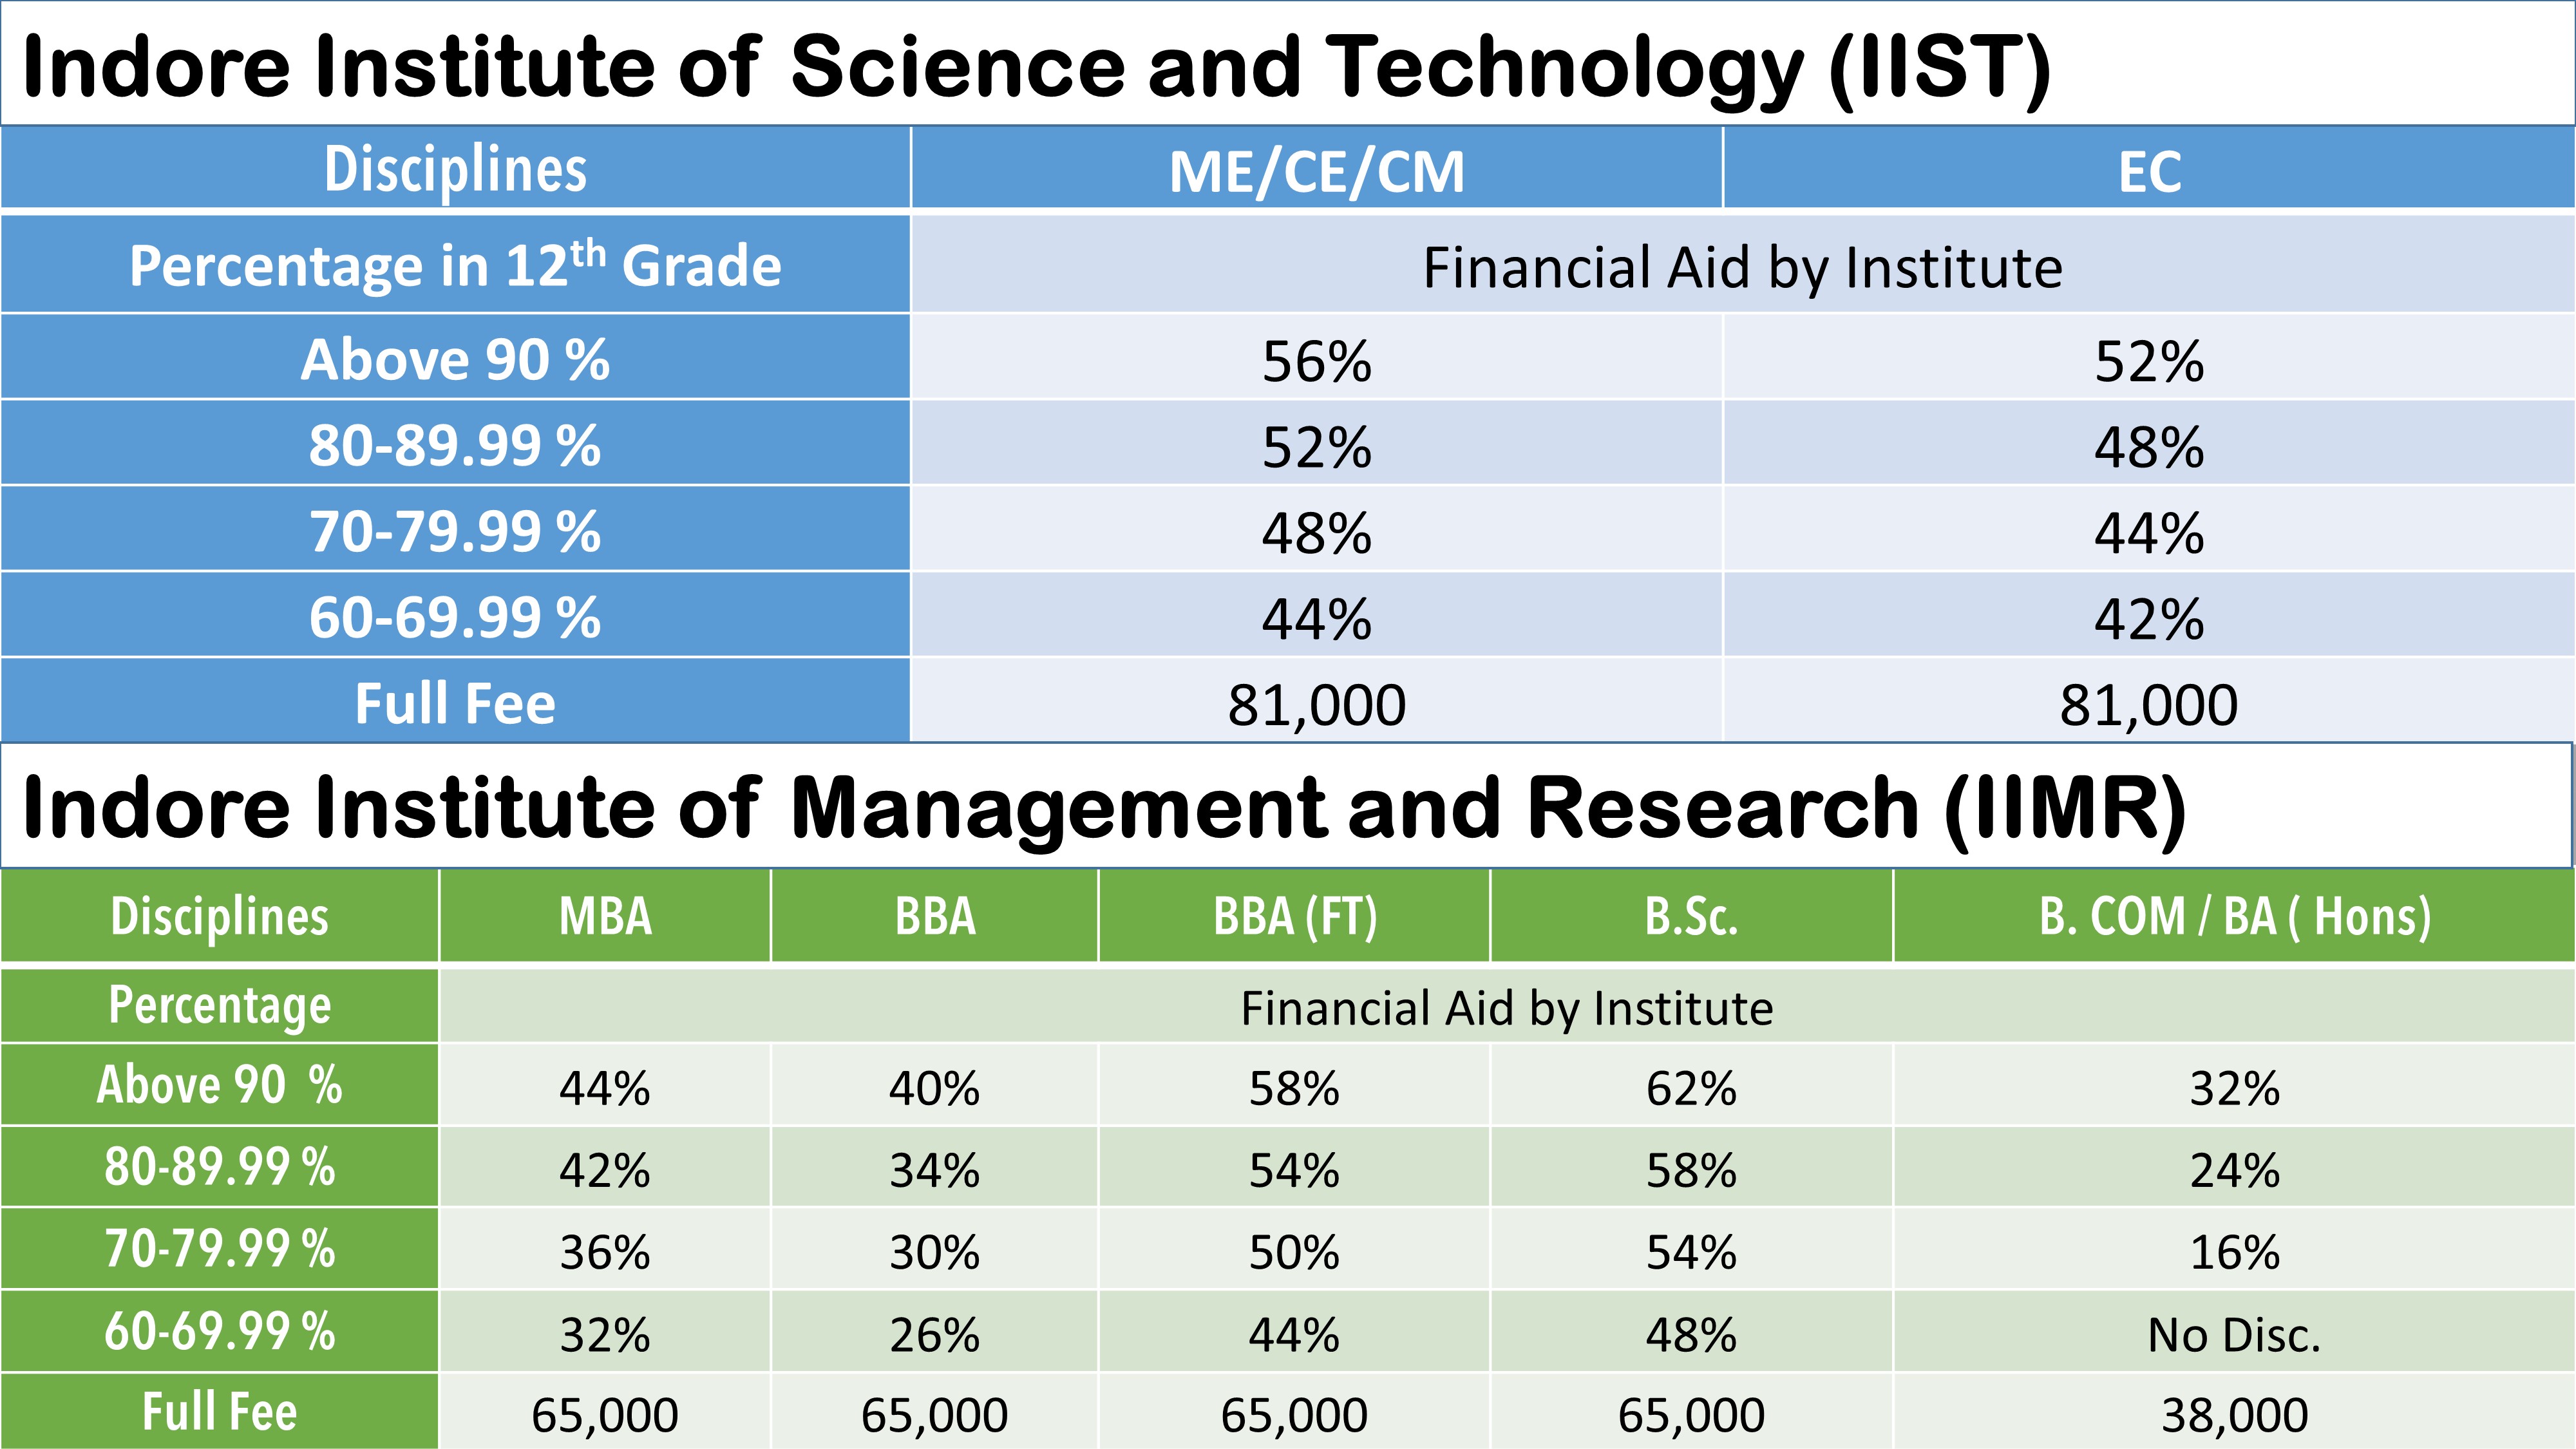 Indore Institute of Science and Technology (IIST)
Disciplines ME/CE/CM EC
Percentage in 12th Grade Financial Aid by Institute
Above 90 % 56% 52%
80-89.99 % 52% 48%
70-79.99 % 48% 44%
60-69.99 % 44% 42%
Full Fee 81,000 81,000
Indore Institute of Management and Research (IIMR)
Disciplines MBA BBA BBA (FT) B.Sc. B. COM / BA ( Hons)
Percentage Financial Aid by Institute
Above 90 % 44% 40% 58% 62% 32%
80-89.99 % 42% 34% 54% 58% 24%
70-79.99 % 36% 30% 50% 54% 16%
60-69.99 % 32% 26% 44% 48% No Disc.
Full Fee 65,000 65,000 65,000 65,000 38,000